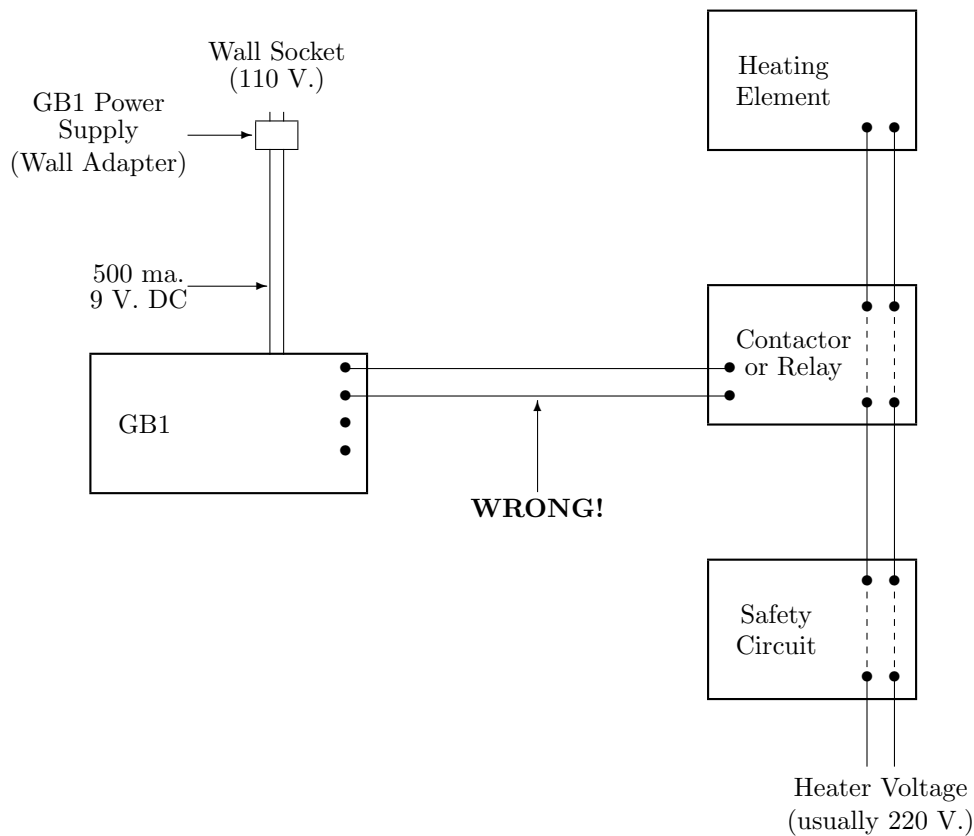 Wall Socket
(110 V.)
GB1 Power
Supply
(Wall Adapter)
500 ma.
9 V. DC
GB1
WRONG!
Heating
Element
Contactor
or Relay
Safety
Circuit
Heater Voltage
(usually 220 V.)